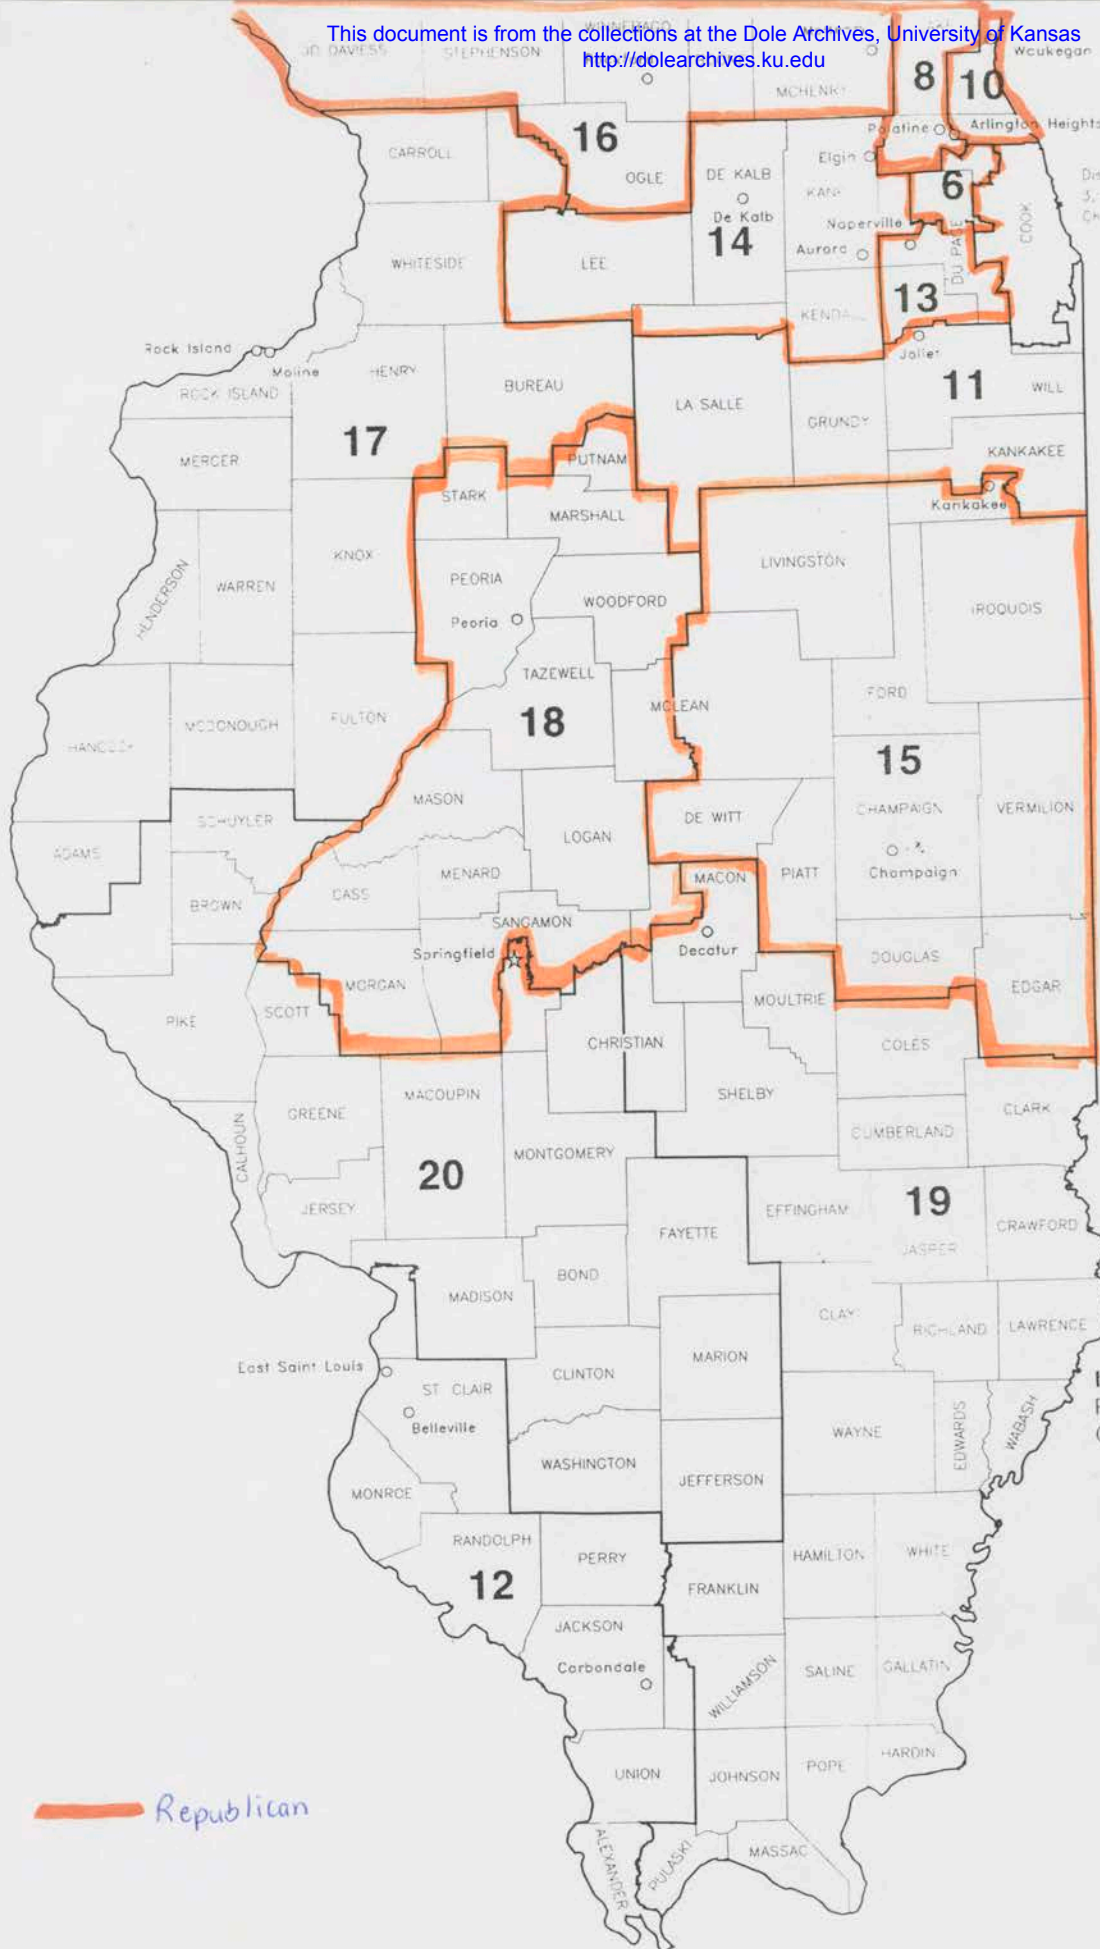 This document is from the collections at the Dole Archives, University of Kansas
http://dolearchives.ku.edu
JO DAVIESS
STEPHENSON
WINNEBAGO
MCHENRY
Waukegan
8
10
Palatine
Arlington Heights
16
CARROLL
OGLE
DE KALB
De Kalb
Elgin
KANE
6
COOK
Naperville
14
Aurora
DU PAGE
WHITESIDE
LEE
13
KENDALL
Rock Island
Moline
Joliet
ROCK ISLAND
HENRY
BUREAU
LA SALLE
11
WILL
GRUNDY
17
MERCER
PUTNAM
KANKAKEE
Kankakee
STARK
MARSHALL
KNOX
LIVINGSTON
HENDERSON
WARREN
PEORIA
Peoria
WOODFORD
IROQUOIS
TAZEWELL
FORD
MCLEAN
HANCOCK
MCDONOUGH
FULTON
18
15
MASON
DE WITT
CHAMPAIGN
Champaign
VERMILION
SCHUYLER
LOGAN
ADAMS
MENARD
MACON
PIATT
CASS
BROWN
SANGAMON
Springfield
Decatur
DOUGLAS
MORGAN
EDGAR
SCOTT
MOULTRIE
PIKE
CHRISTIAN
COLES
SHELBY
MACOUPIN
GREENE
CLARK
CALHOUN
CUMBERLAND
MONTGOMERY
20
JERSEY
EFFINGHAM
19
FAYETTE
CRAWFORD
JASPER
BOND
MADISON
CLAY
RICHLAND
LAWRENCE
MARION
East Saint Louis
CLINTON
ST CLAIR
Belleville
WAYNE
EDWARDS
WABASH
WASHINGTON
JEFFERSON
MONROE
RANDOLPH
PERRY
HAMILTON
WHITE
12
FRANKLIN
JACKSON
Carbondale
WILLIAMSON
SALINE
GALLATIN
UNION
JOHNSON
POPE
HARDIN
Republican
ALEXANDER
PULASKI
MASSAC